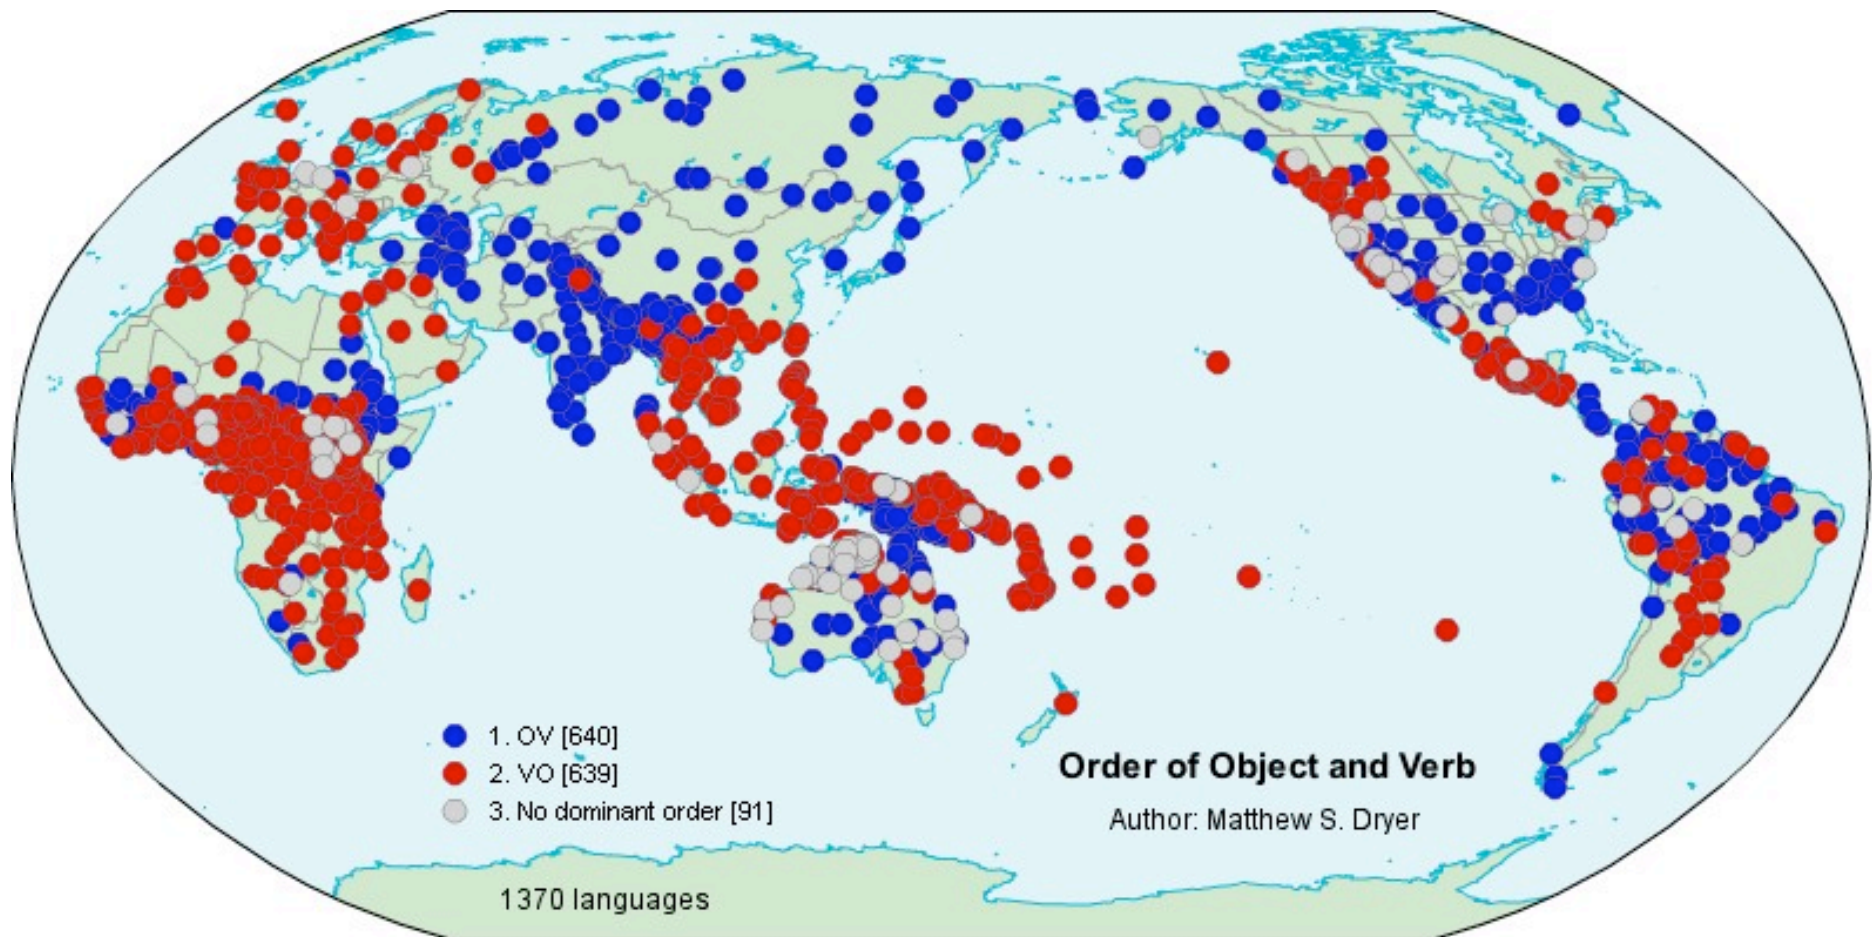 1. OV [640]
2. VO [639]
3. No dominant order [91]
Order of Object and Verb
Author: Matthew S. Dryer
1370 languages